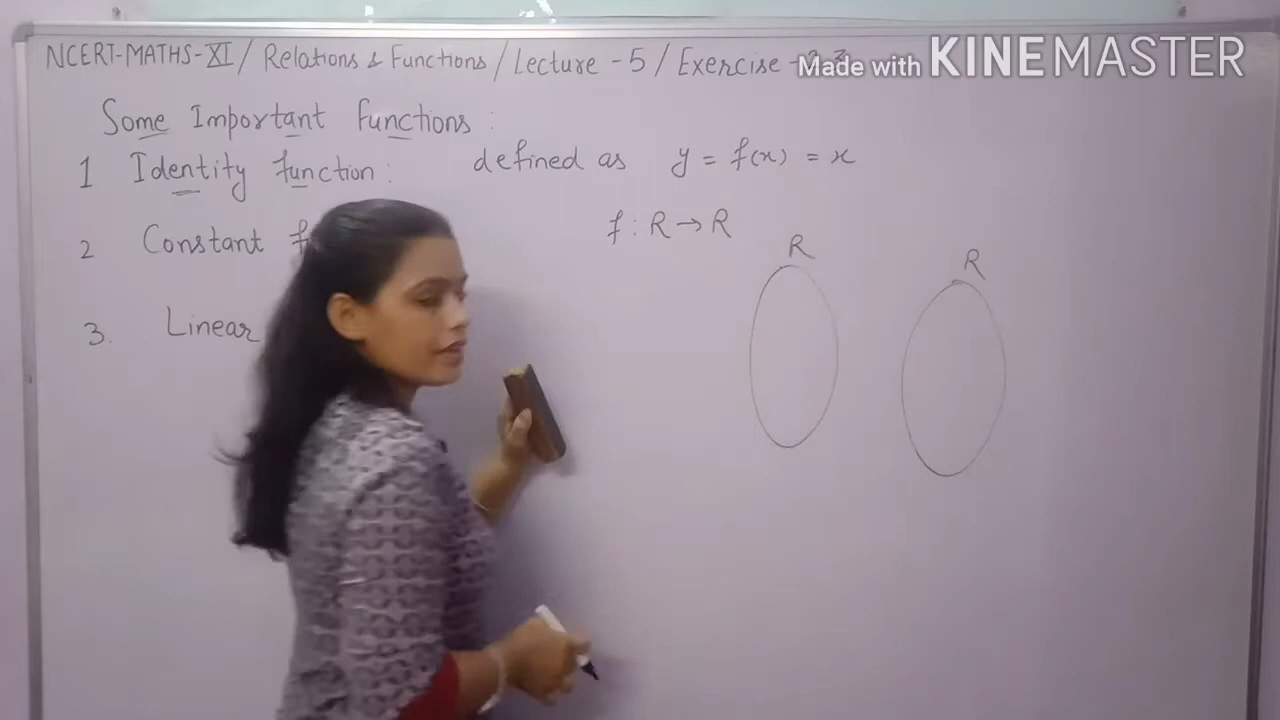 NCERT-MATHS-XI / Relations & Functions / Lecture - 5 / Exercise -
Made with KINEMASTER
Some Important Functions :
1 Identity function : defined as y = f(x) = x
f : R → R
2 Constant
R R
3. Linear